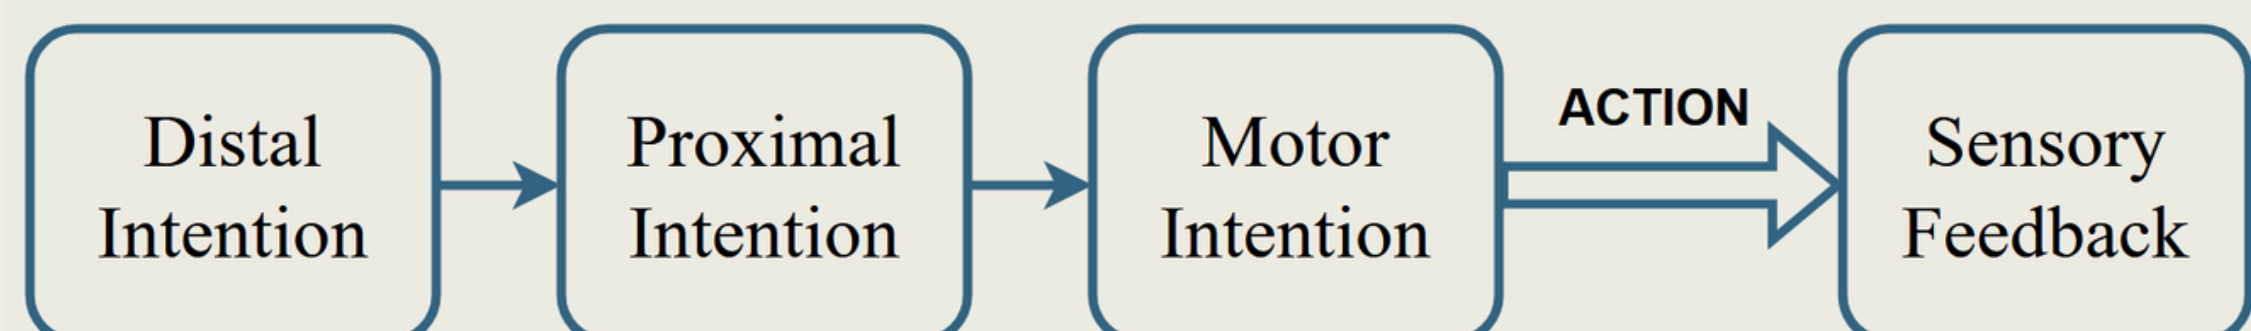 Distal
Intention
Proximal
Intention
Motor
Intention
ACTION
Sensory
Feedback